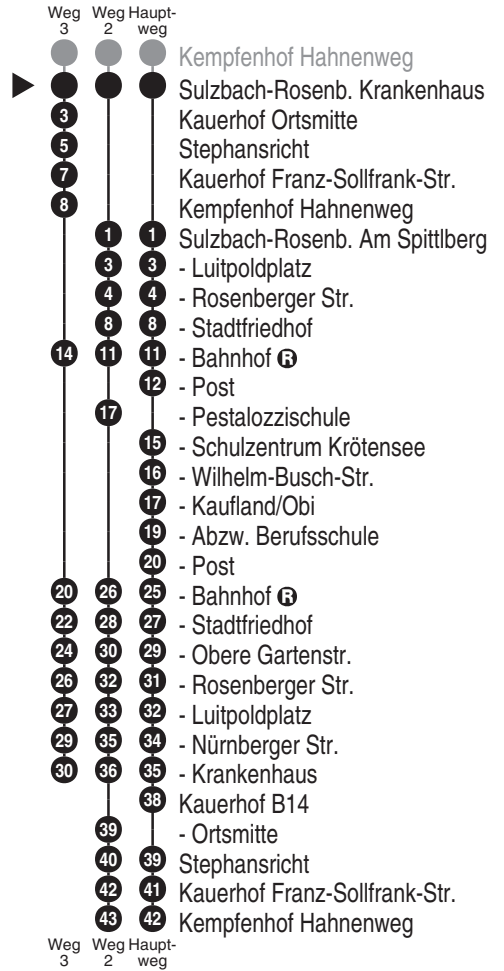 Weg Weg Haupt-
3 2 weg
Kempfenhof Hahnenweg
Sulzbach-Rosenb. Krankenhaus
3 Kauerhof Ortsmitte
5 Stephansricht
7 Kauerhof Franz-Sollfrank-Str.
8 Kempfenhof Hahnenweg
1 1 Sulzbach-Rosenb. Am Spittlberg
3 3 - Luitpoldplatz
4 4 - Rosenberger Str.
8 8 - Stadtfriedhof
14 11 11 - Bahnhof R
12 - Post
17 - Pestalozzischule
15 - Schulzentrum Krötensee
16 - Wilhelm-Busch-Str.
17 - Kaufland/Obi
19 - Abzw. Berufsschule
20 - Post
20 26 25 - Bahnhof R
22 28 27 - Stadtfriedhof
24 30 29 - Obere Gartenstr.
26 32 31 - Rosenberger Str.
27 33 32 - Luitpoldplatz
29 35 34 - Nürnberger Str.
30 36 35 - Krankenhaus
38 Kauerhof B14
39 - Ortsmitte
40 39 Stephansricht
42 41 Kauerhof Franz-Sollfrank-Str.
43 42 Kempfenhof Hahnenweg
Weg Weg Haupt-
3 2 weg